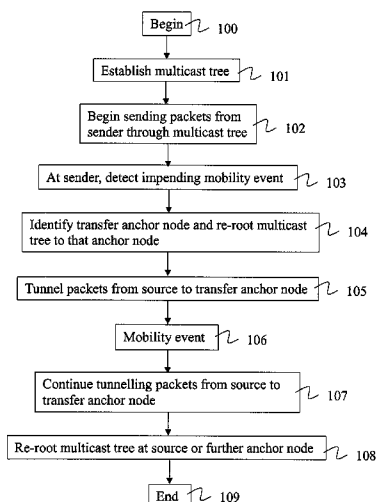 Begin 100
Establish multicast tree 101
Begin sending packets from
sender through multicast tree 102
At sender, detect impending mobility event 103
Identify transfer anchor node and re-root multicast
tree to that anchor node 104
Tunnel packets from source to transfer anchor node 105
Mobility event 106
Continue tunnelling packets from source to
transfer anchor node 107
Re-root multicast tree at source or further anchor node 108
End 109